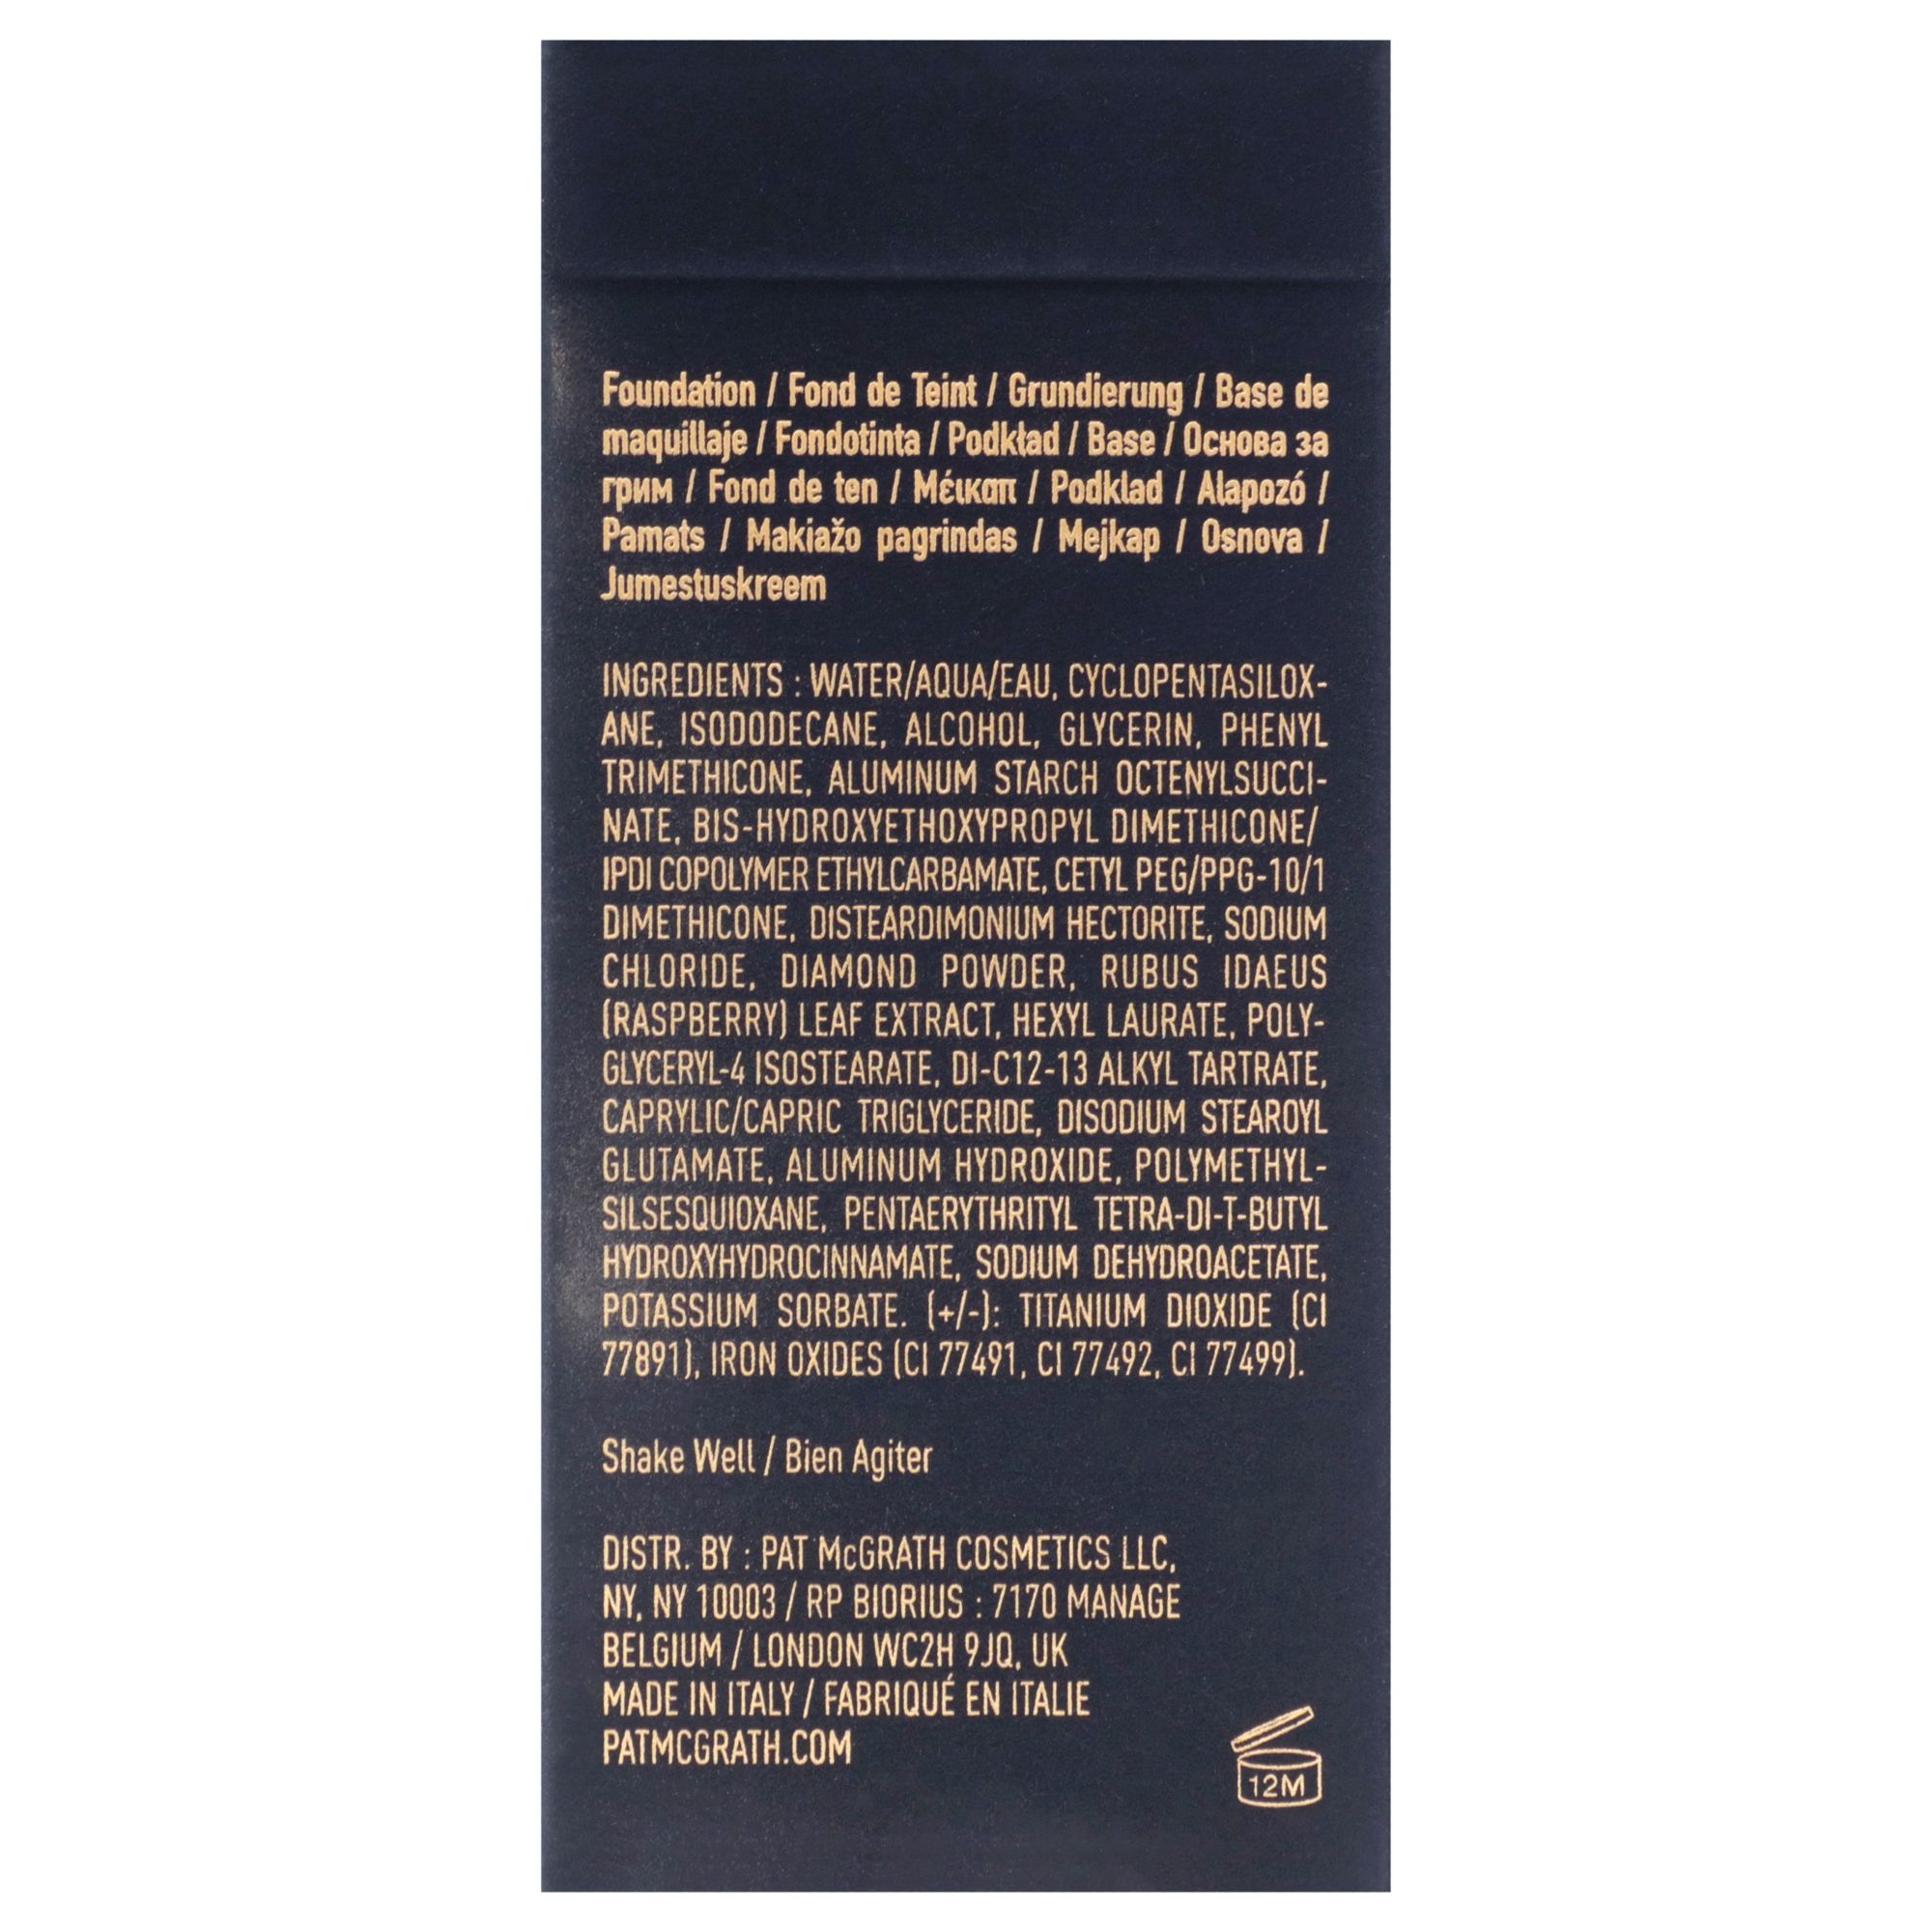 Foundation / Fond de Teint / Grundierung / Base de
maquillaje / Fondotinta / Podkład / Base / Основа за
грим / Fond de ten / Μέικαπ / Podklad / Alapozó /
Pamats / Makiažo pagrindas / Mejkap / Osnova /
Jumestuskreem
INGREDIENTS : WATER/AQUA/EAU, CYCLOPENTASILOX-
ANE, ISODODECANE, ALCOHOL, GLYCERIN, PHENYL
TRIMETHICONE, ALUMINUM STARCH OCTENYLSUCCI-
NATE, BIS-HYDROXYETHOXYPROPYL DIMETHICONE/
IPDI COPOLYMER ETHYLCARBAMATE, CETYL PEG/PPG-10/1
DIMETHICONE, DISTEARDIMONIUM HECTORITE, SODIUM
CHLORIDE, DIAMOND POWDER, RUBUS IDAEUS
(RASPBERRY) LEAF EXTRACT, HEXYL LAURATE, POLY-
GLYCERYL-4 ISOSTEARATE, DI-C12-13 ALKYL TARTRATE,
CAPRYLIC/CAPRIC TRIGLYCERIDE, DISODIUM STEAROYL
GLUTAMATE, ALUMINUM HYDROXIDE, POLYMETHYL-
SILSESQUIOXANE, PENTAERYTHRITYL TETRA-DI-T-BUTYL
HYDROXYHYDROCINNAMATE, SODIUM DEHYDROACETATE,
POTASSIUM SORBATE. (+/-): TITANIUM DIOXIDE (CI
77891), IRON OXIDES (CI 77491, CI 77492, CI 77499).
Shake Well / Bien Agiter
DISTR. BY : PAT McGRATH COSMETICS LLC,
NY, NY 10003 / RP BIORIUS : 7170 MANAGE
BELGIUM / LONDON WC2H 9JQ, UK
MADE IN ITALY / FABRIQUÉ EN ITALIE
PATMCGRATH.COM
12M